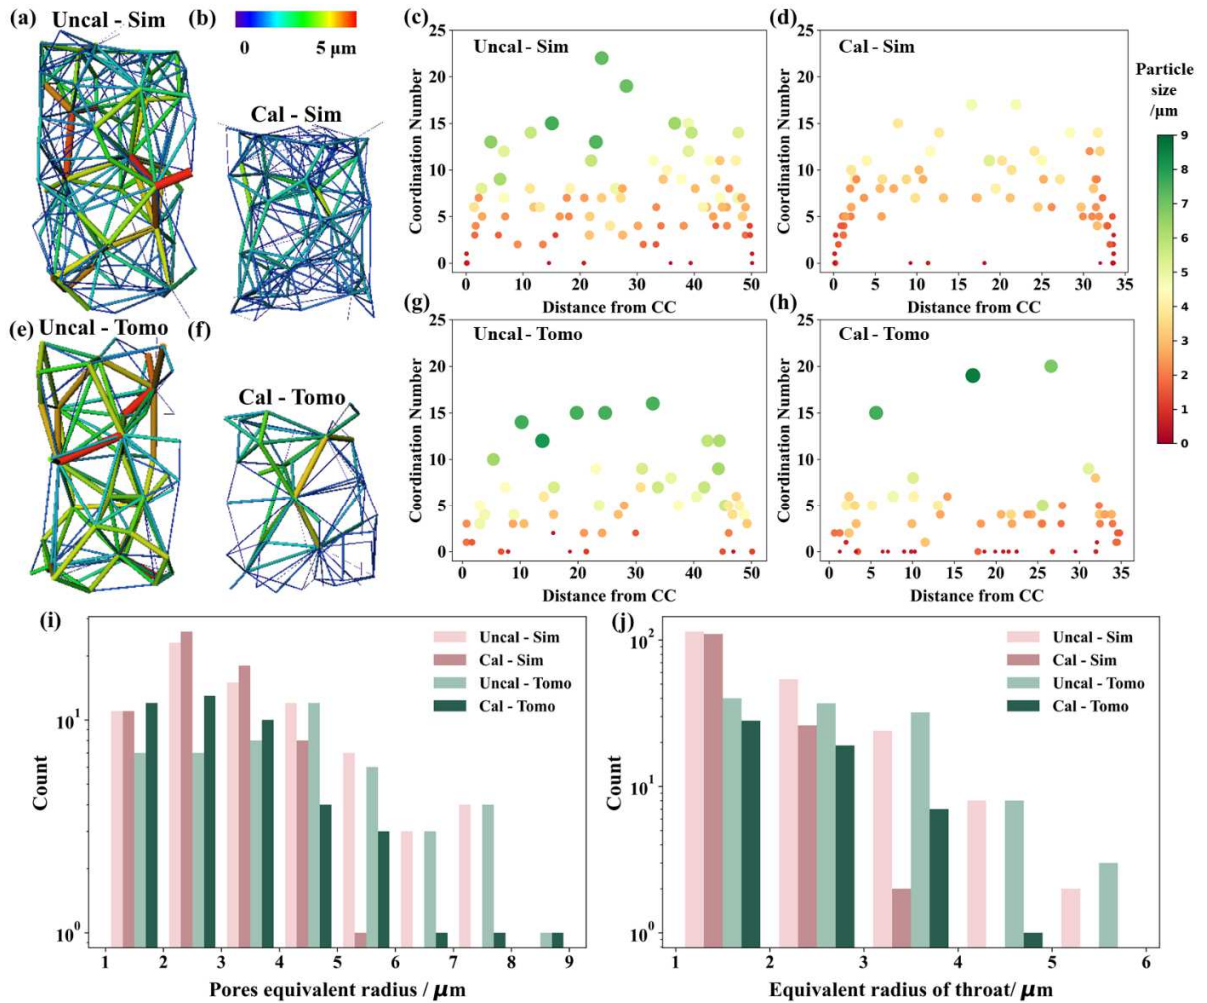 (a)
Uncal - Sim
(b)
0
5 μm
Cal - Sim
(e)
Uncal - Tomo
(f)
Cal - Tomo
(c)
Uncal - Sim
25
20
15
10
5
0
Coordination Number
0
10
20
30
40
50
Distance from CC
(d)
Cal - Sim
25
20
15
10
5
0
Coordination Number
0
5
10
15
20
25
30
35
Distance from CC
Particle
size
/μm
9
8
7
6
5
4
3
2
1
0
(g)
Uncal - Tomo
25
20
15
10
5
0
Coordination Number
0
10
20
30
40
50
Distance from CC
(h)
Cal - Tomo
25
20
15
10
5
0
Coordination Number
0
5
10
15
20
25
30
35
Distance from CC
(i)
Uncal - Sim
Cal - Sim
Uncal - Tomo
Cal - Tomo
10¹
10⁰
Count
1
2
3
4
5
6
7
8
9
Pores equivalent radius / μm
(j)
Uncal - Sim
Cal - Sim
Uncal - Tomo
Cal - Tomo
10²
10¹
10⁰
Count
1
2
3
4
5
6
Equivalent radius of throat/ μm